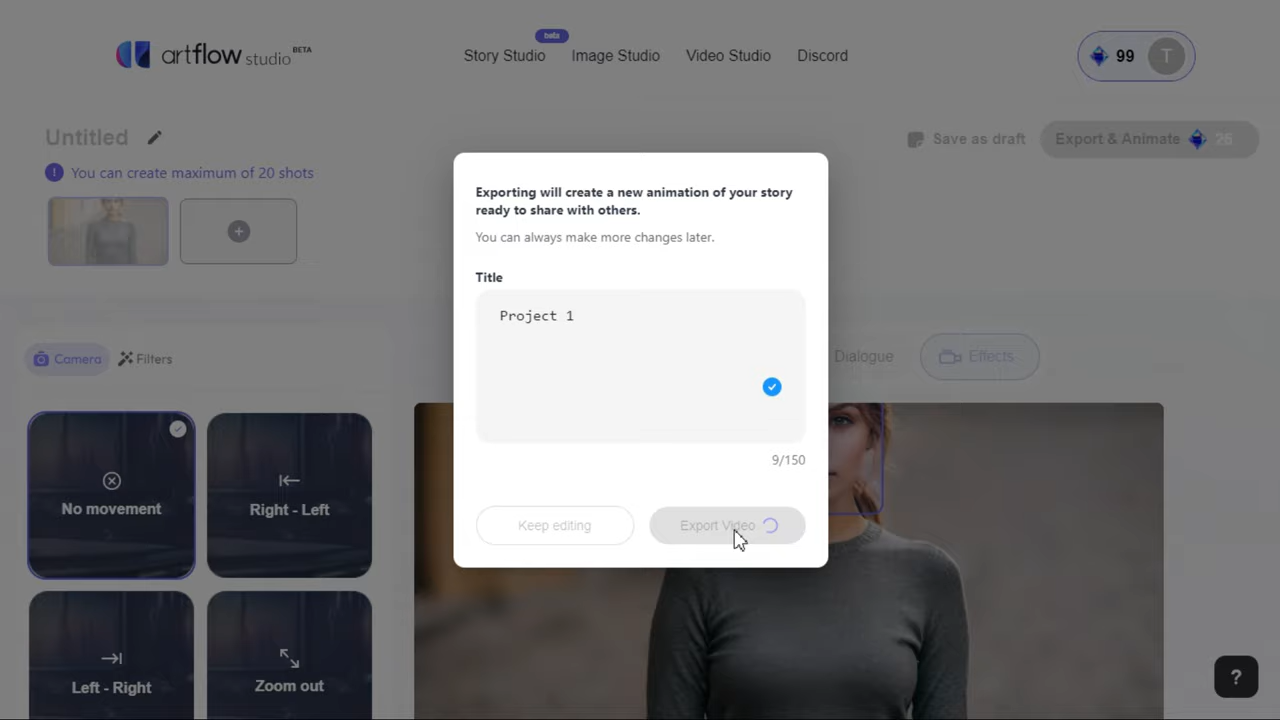 artflow studio BETA
beta
Story Studio
Image Studio
Video Studio
Discord
99
T
Untitled
Save as draft
Export & Animate
25
! You can create maximum of 20 shots
+
Exporting will create a new animation of your story
ready to share with others.
You can always make more changes later.
Title
Project 1
9/150
Keep editing
Export Video
Camera
Filters
Dialogue
Effects
No movement
Right - Left
Left - Right
Zoom out
?